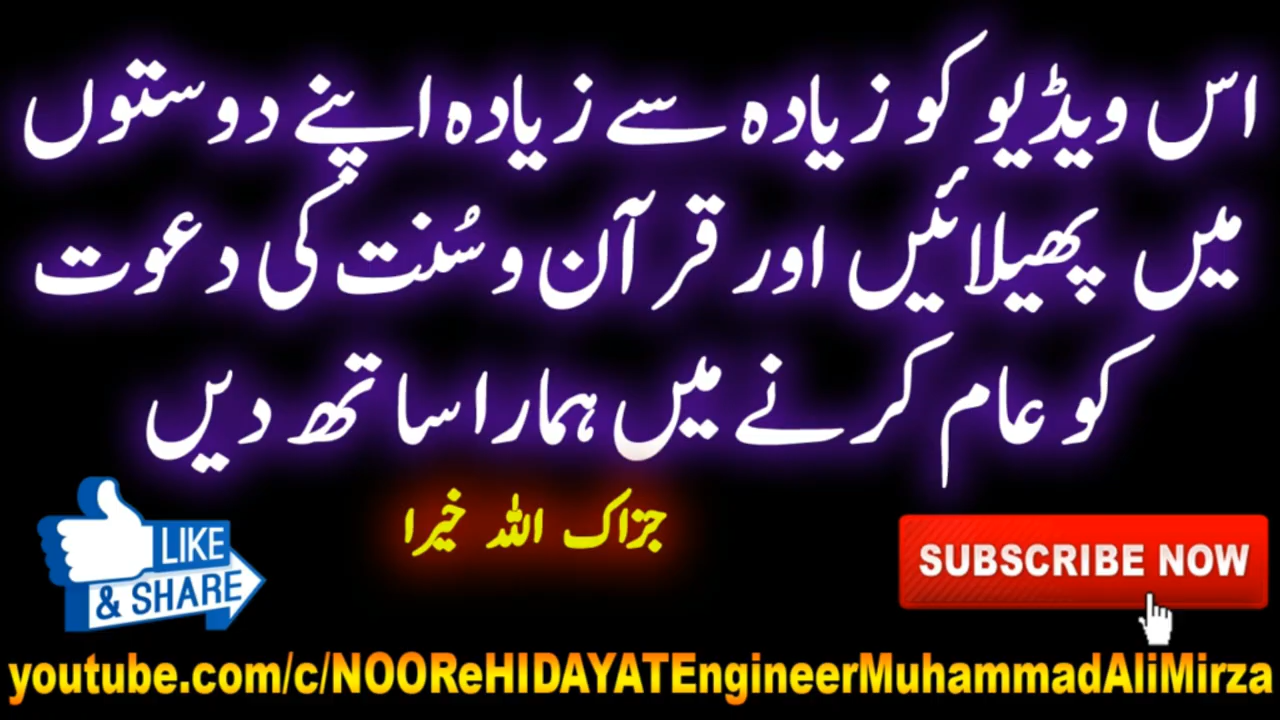 اس ویڈیو کو زیادہ سے زیادہ اپنے دوستوں
میں پھیلائیں اور قرآن و سُنت کی دعوت
کو عام کرنے میں ہمارا ساتھ دیں
جزاک اللہ خیرا
LIKE
& SHARE
SUBSCRIBE NOW
youtube.com/c/NOOReHIDAYATEngineerMuhammadAliMirza